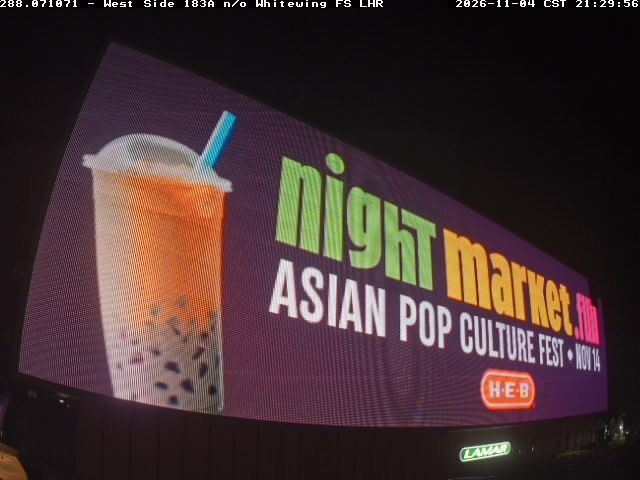 288.071071 - West Side 183A n/o Whitewing FS LHR 2026-11-04 CST 21:29:56
night market.fun
ASIAN POP CULTURE FEST • NOV 14
H-E-B
LAMAR